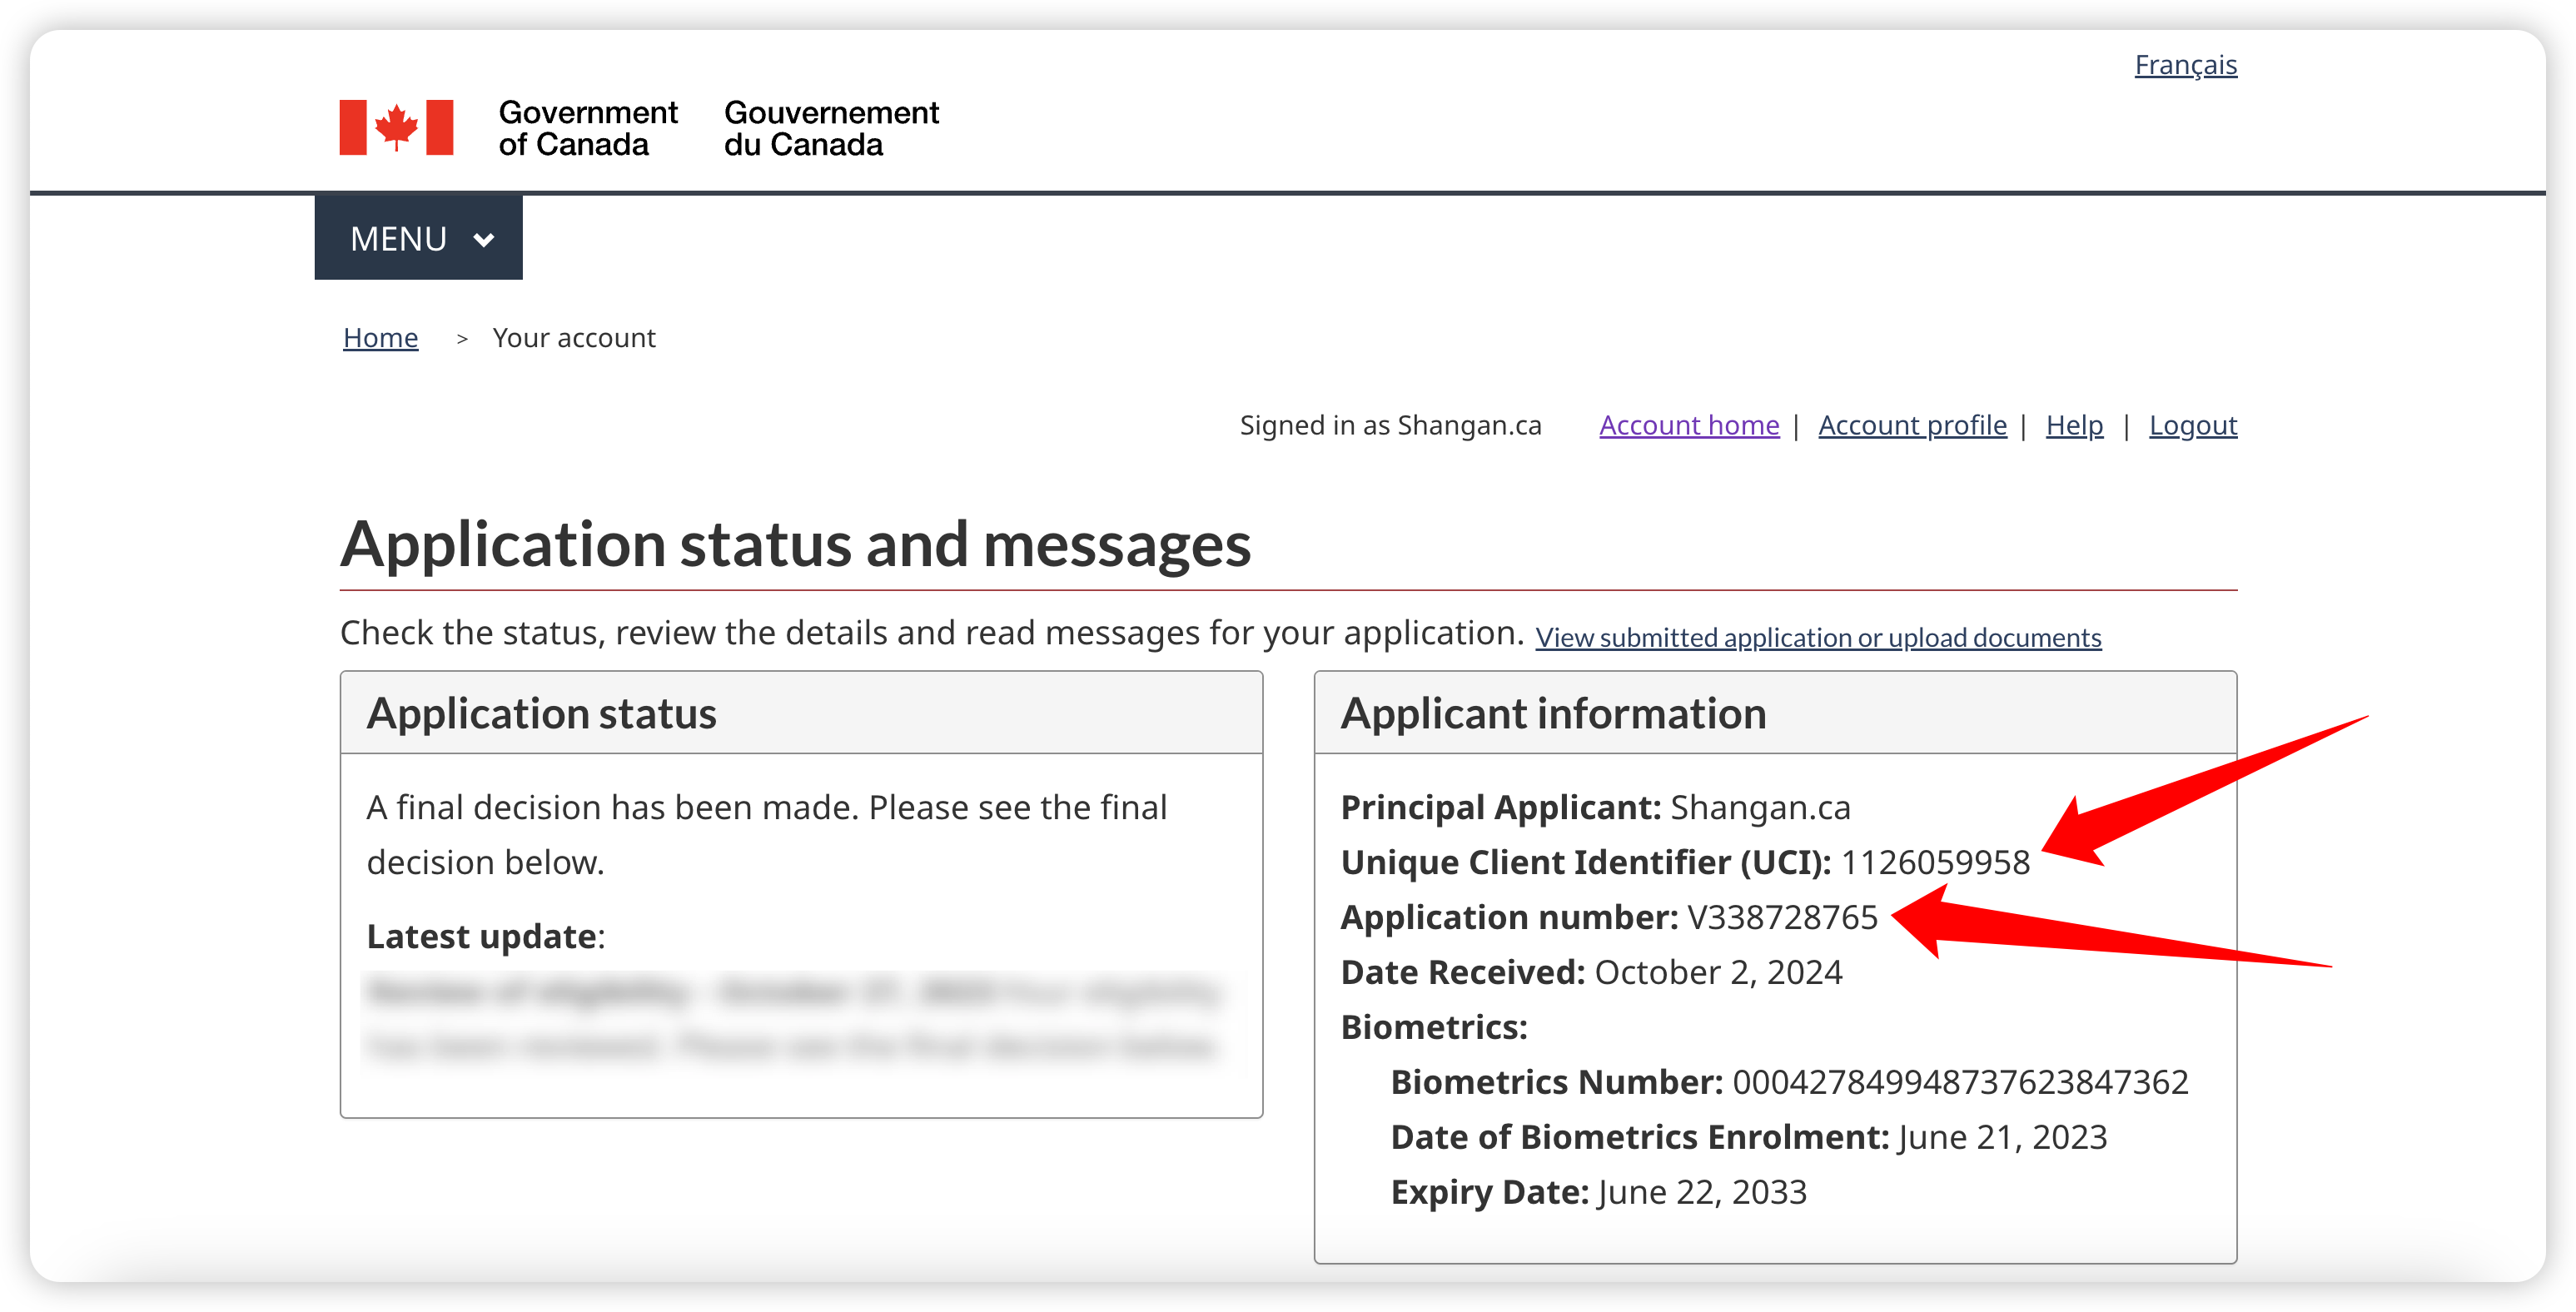 Français
Government of Canada
Gouvernement du Canada
MENU
Home > Your account
Signed in as Shangan.ca Account home | Account profile | Help | Logout
Application status and messages
Check the status, review the details and read messages for your application. View submitted application or upload documents
Application status
A final decision has been made. Please see the final
decision below.
Latest update:
Applicant information
Principal Applicant: Shangan.ca
Unique Client Identifier (UCI): 1126059958
Application number: V338728765
Date Received: October 2, 2024
Biometrics:
Biometrics Number: 000427849948737623847362
Date of Biometrics Enrolment: June 21, 2023
Expiry Date: June 22, 2033